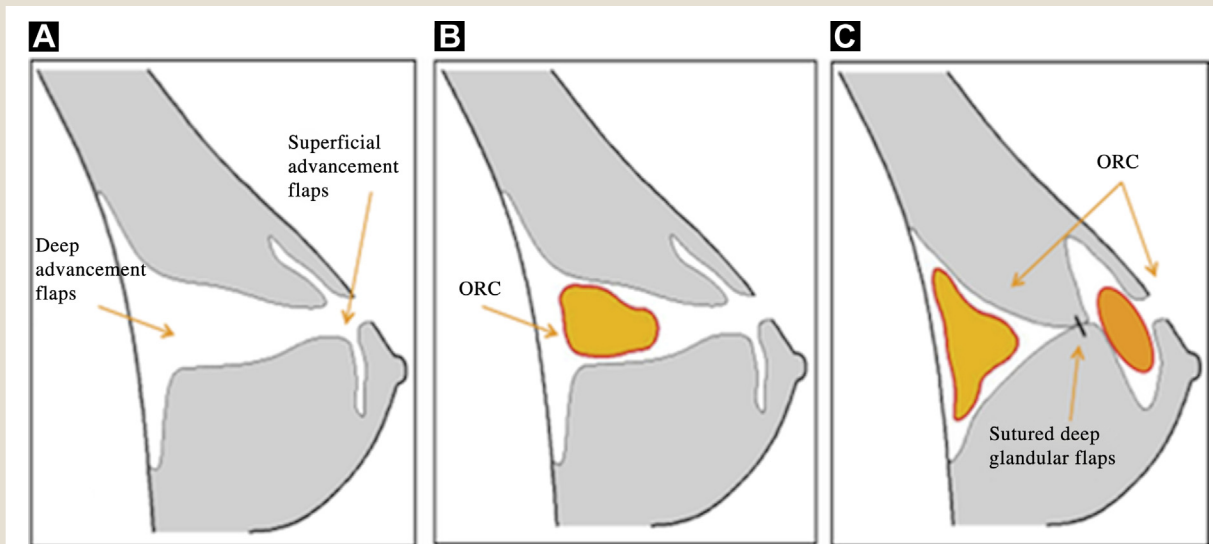 A
Superficial
advancement
flaps
Deep
advancement
flaps
B
ORC
C
ORC
Sutured deep
glandular flaps